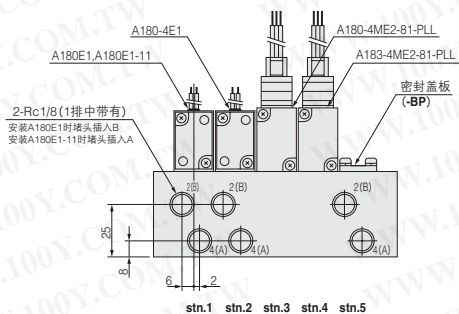 A180-4E1
A180-4ME2-81-PLL
A180E1,A180E1-11
A183-4ME2-81-PLL
密封盖板
(-BP)
2-Rc1/8(1排中带有)
安装A180E1时堵头插入B
安装A180E1-11时堵头插入A
2(B)
2(B)
2(B)
4(A)
4(A)
4(A)
25
8
6
2
stn.1 stn.2 stn.3 stn.4 stn.5
WWW.100Y.COM.TW